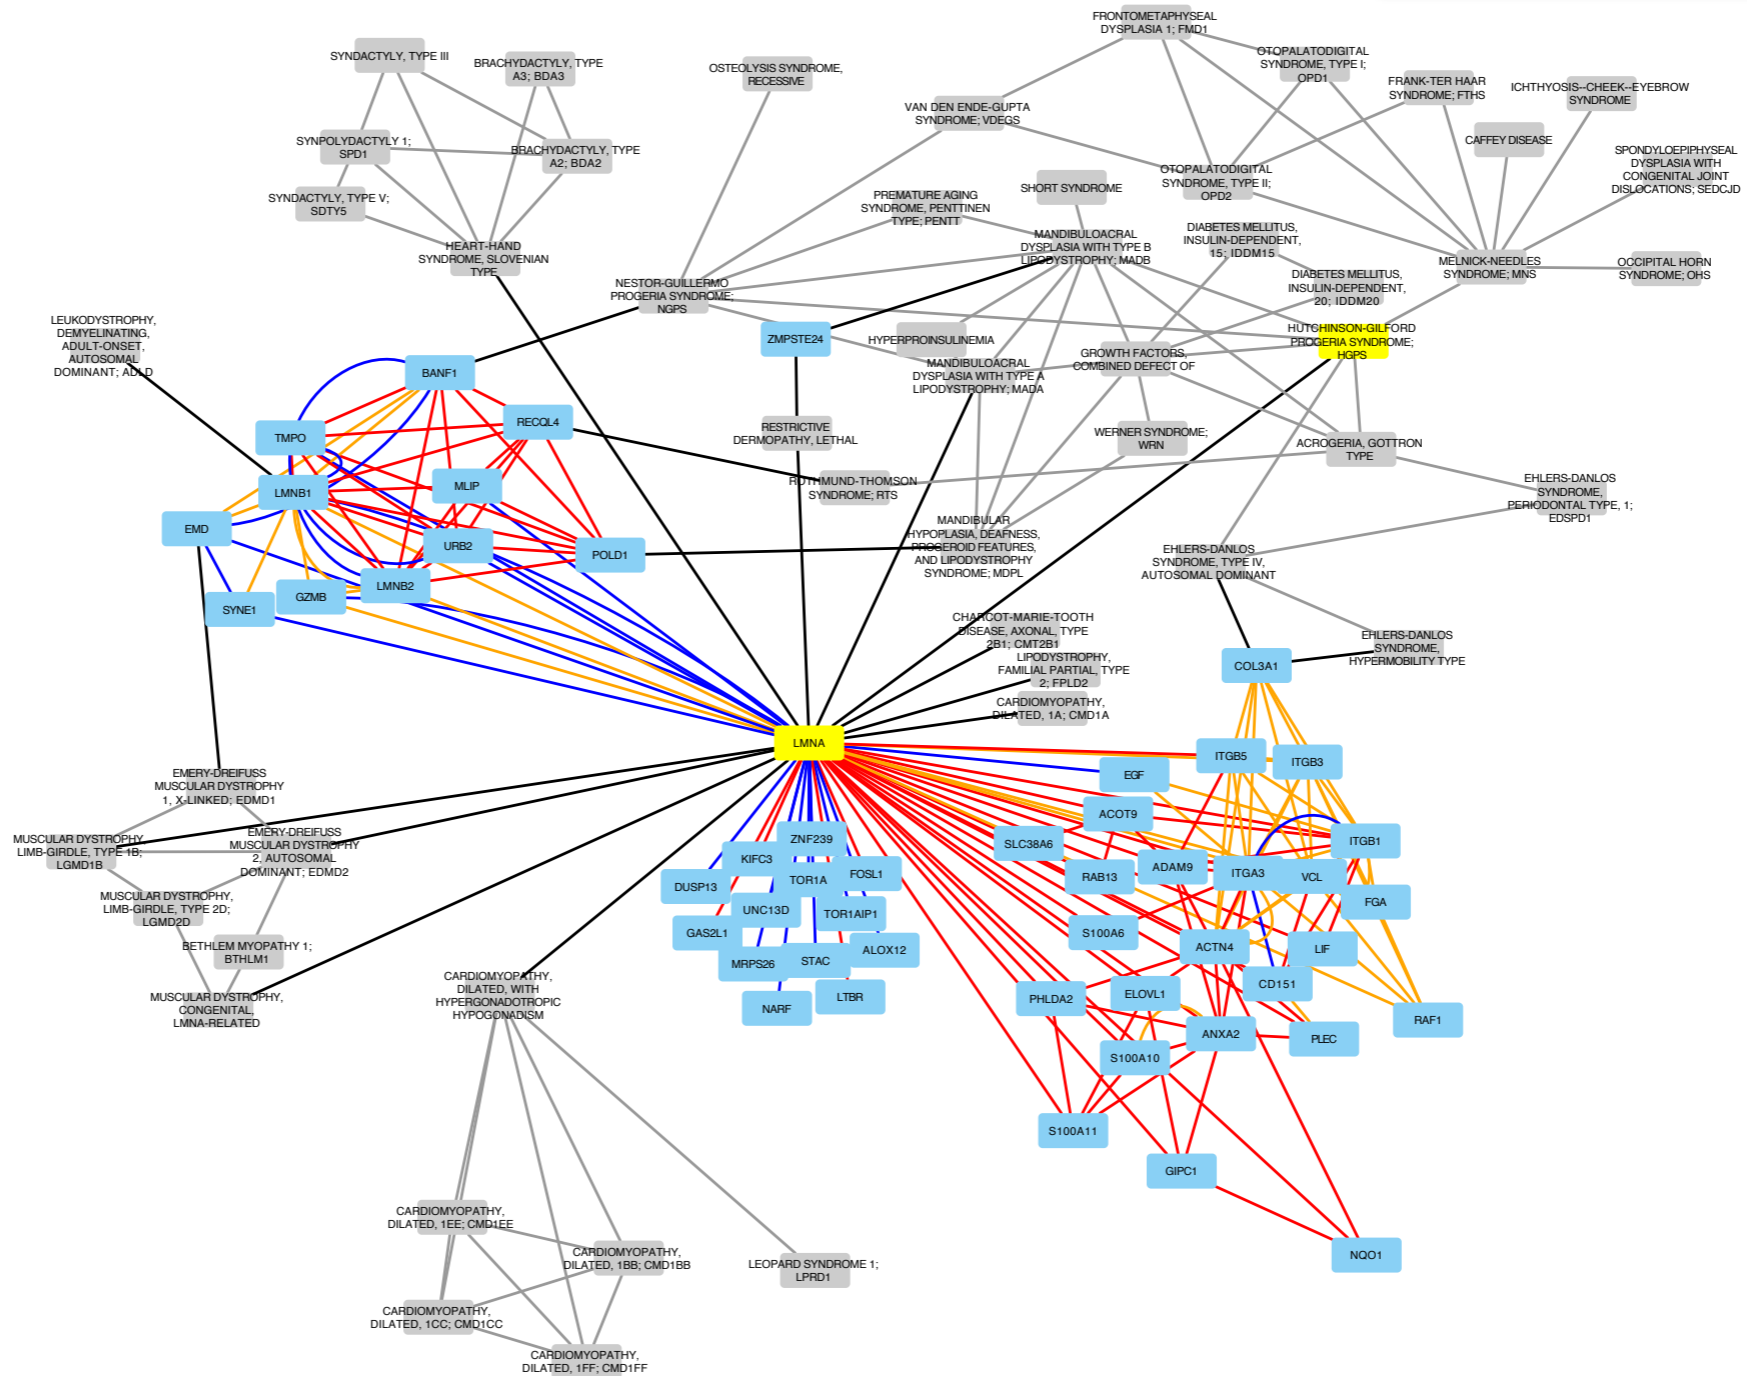 FRONTOMETAPHYSEAL
DYSPLASIA 1; FMD1
SYNDACTYLY, TYPE III
BRACHYDACTYLY, TYPE
A3; BDA3
OSTEOLYSIS SYNDROME,
RECESSIVE
OTOPALATODIGITAL
SYNDROME, TYPE I;
OPD1
FRANK-TER HAAR
SYNDROME; FTHS
ICHTHYOSIS--CHEEK--EYEBROW
SYNDROME
VAN DEN ENDE-GUPTA
SYNDROME; VDEGS
CAFFEY DISEASE
SYNPOLYDACTYLY 1;
SPD1
BRACHYDACTYLY, TYPE
A2; BDA2
SPONDYLOEPIPHYSEAL
DYSPLASIA WITH
CONGENITAL JOINT
DISLOCATIONS; SEDCJD
OTOPALATODIGITAL
SYNDROME, TYPE II;
OPD2
SHORT SYNDROME
SYNDACTYLY, TYPE V;
SDTY5
PREMATURE AGING
SYNDROME, PENTTINEN
TYPE; PENTT
HEART-HAND
SYNDROME, SLOVENIAN
TYPE
MANDIBULOACRAL
DYSPLASIA WITH TYPE B
LIPODYSTROPHY; MADB
DIABETES MELLITUS,
INSULIN-DEPENDENT,
15; IDDM15
MELNICK-NEEDLES
SYNDROME; MNS
OCCIPITAL HORN
SYNDROME; OHS
NESTOR-GUILLERMO
PROGERIA SYNDROME;
NGPS
DIABETES MELLITUS,
INSULIN-DEPENDENT,
20; IDDM20
LEUKODYSTROPHY,
DEMYELINATING,
ADULT-ONSET,
AUTOSOMAL
DOMINANT; ADLD
ZMPSTE24
HYPERPROINSULINEMIA
HUTCHINSON-GILFORD
PROGERIA SYNDROME;
HGPS
GROWTH FACTORS,
COMBINED DEFECT OF
MANDIBULOACRAL
DYSPLASIA WITH TYPE A
LIPODYSTROPHY; MADA
BANF1
RECQL4
TMPO
RESTRICTIVE
DERMOPATHY, LETHAL
WERNER SYNDROME;
WRN
ACROGERIA, GOTTRON
TYPE
LMNB1
MLIP
ROTHMUND-THOMSON
SYNDROME; RTS
EHLERS-DANLOS
SYNDROME,
PERIODONTAL TYPE, 1;
EDSPD1
EMD
URB2
POLD1
MANDIBULAR
HYPOPLASIA, DEAFNESS,
PROGEROID FEATURES,
AND LIPODYSTROPHY
SYNDROME; MDPL
EHLERS-DANLOS
SYNDROME, TYPE IV,
AUTOSOMAL DOMINANT
LMNB2
GZMB
SYNE1
CHARCOT-MARIE-TOOTH
DISEASE, AXONAL, TYPE
2B1; CMT2B1
LIPODYSTROPHY,
FAMILIAL PARTIAL, TYPE
2; FPLD2
CARDIOMYOPATHY,
DILATED, 1A; CMD1A
COL3A1
EHLERS-DANLOS
SYNDROME,
HYPERMOBILITY TYPE
LMNA
ITGB5
ITGB3
EGF
EMERY-DREIFUSS
MUSCULAR DYSTROPHY
1, X-LINKED; EDMD1
ACOT9
MUSCULAR DYSTROPHY,
LIMB-GIRDLE, TYPE 1B;
LGMD1B
EMERY-DREIFUSS
MUSCULAR DYSTROPHY
2, AUTOSOMAL
DOMINANT; EDMD2
ZNF239
SLC38A6
ITGB1
KIFC3
DUSP13
TOR1A
FOSL1
RAB13
ADAM9
ITGA3
VCL
FGA
MUSCULAR DYSTROPHY,
LIMB-GIRDLE, TYPE 2D;
LGMD2D
UNC13D
TOR1AIP1
GAS2L1
S100A6
ACTN4
LIF
BETHLEM MYOPATHY 1;
BTHLM1
MRPS26
STAC
ALOX12
CD151
MUSCULAR DYSTROPHY,
CONGENITAL,
LMNA-RELATED
CARDIOMYOPATHY,
DILATED, WITH
HYPERGONADOTROPIC
HYPOGONADISM
NARF
LTBR
PHLDA2
ELOVL1
RAF1
ANXA2
PLEC
S100A10
S100A11
GIPC1
CARDIOMYOPATHY,
DILATED, 1EE; CMD1EE
CARDIOMYOPATHY,
DILATED, 1BB; CMD1BB
LEOPARD SYNDROME 1;
LPRD1
NQO1
CARDIOMYOPATHY,
DILATED, 1CC; CMD1CC
CARDIOMYOPATHY,
DILATED, 1FF; CMD1FF